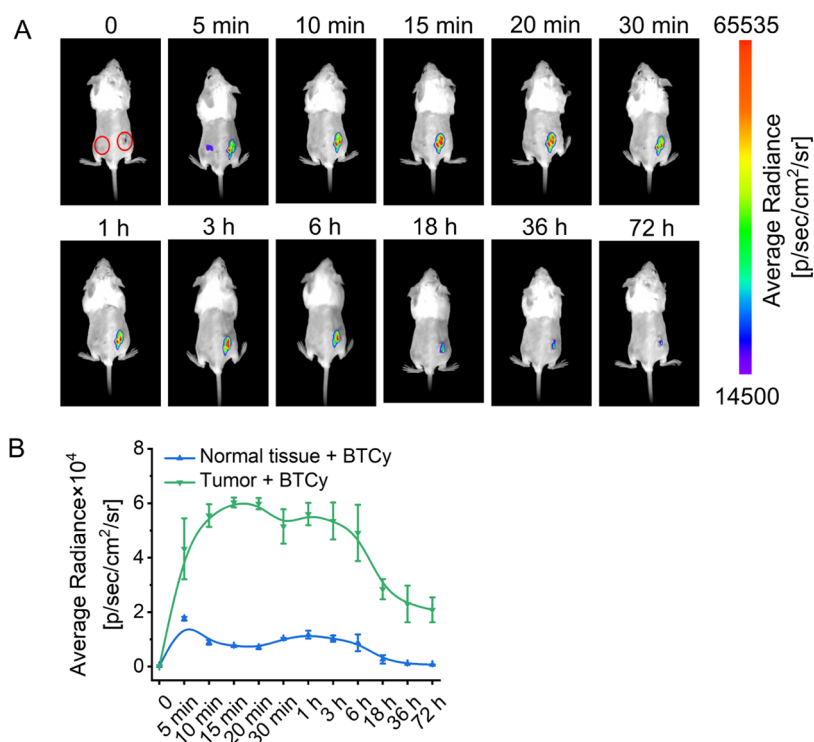 A
0 5 min 10 min 15 min 20 min 30 min
1 h 3 h 6 h 18 h 36 h 72 h
65535
Average Radiance
[p/sec/cm²/sr]
14500
B
Average Radiance×10⁴
[p/sec/cm²/sr]
8
6
4
2
0
Normal tissue + BTCy
Tumor + BTCy
0 5 min 10 min 15 min 20 min 30 min 1 h 3 h 6 h 18 h 36 h 72 h